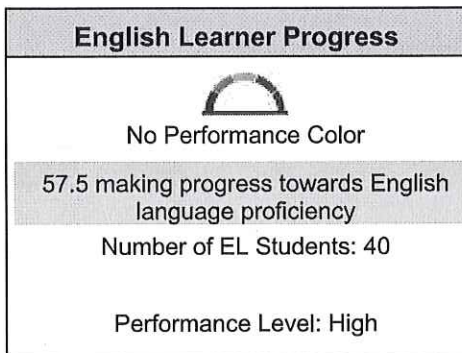 English Learner Progress
No Performance Color
57.5 making progress towards English
language proficiency
Number of EL Students: 40
Performance Level: High